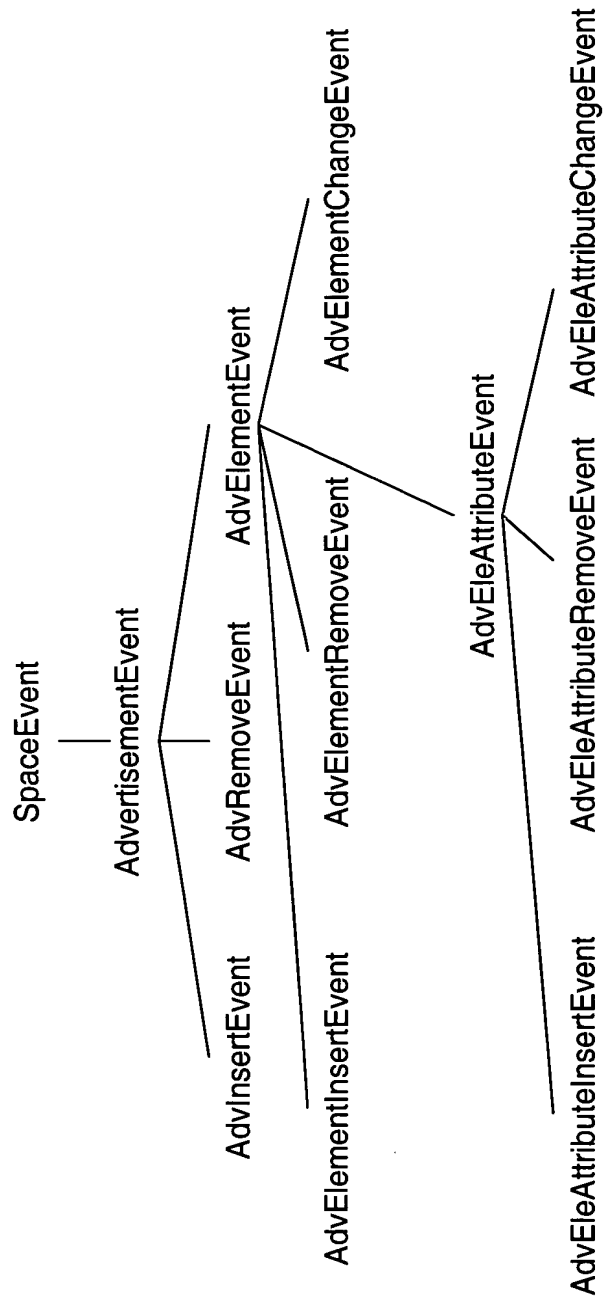 SpaceEvent
AdvertisementEvent
AdvInsertEvent
AdvRemoveEvent
AdvElementEvent
AdvElementInsertEvent
AdvElementRemoveEvent
AdvElementChangeEvent
AdvEleAttributeEvent
AdvEleAttributeInsertEvent
AdvEleAttributeRemoveEvent
AdvEleAttributeChangeEvent